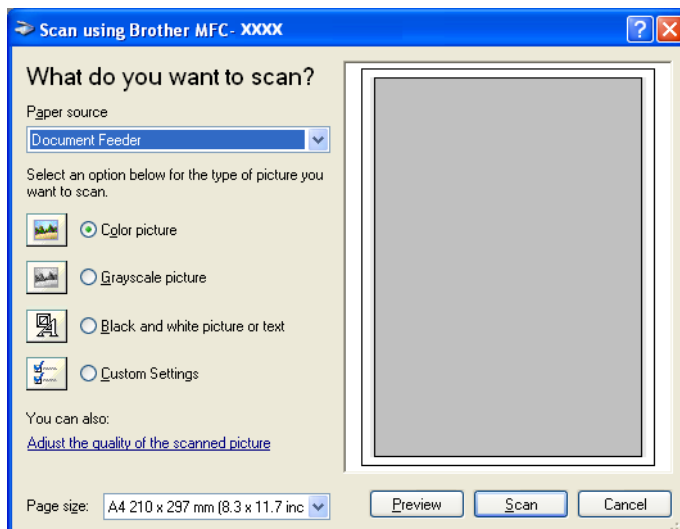 Scan using Brother MFC- XXXX
What do you want to scan?
Paper source
Document Feeder
Select an option below for the type of picture you
want to scan.
Color picture
Grayscale picture
Black and white picture or text
Custom Settings
You can also:
Adjust the quality of the scanned picture
Page size: A4 210 x 297 mm (8.3 x 11.7 inc
Preview Scan Cancel